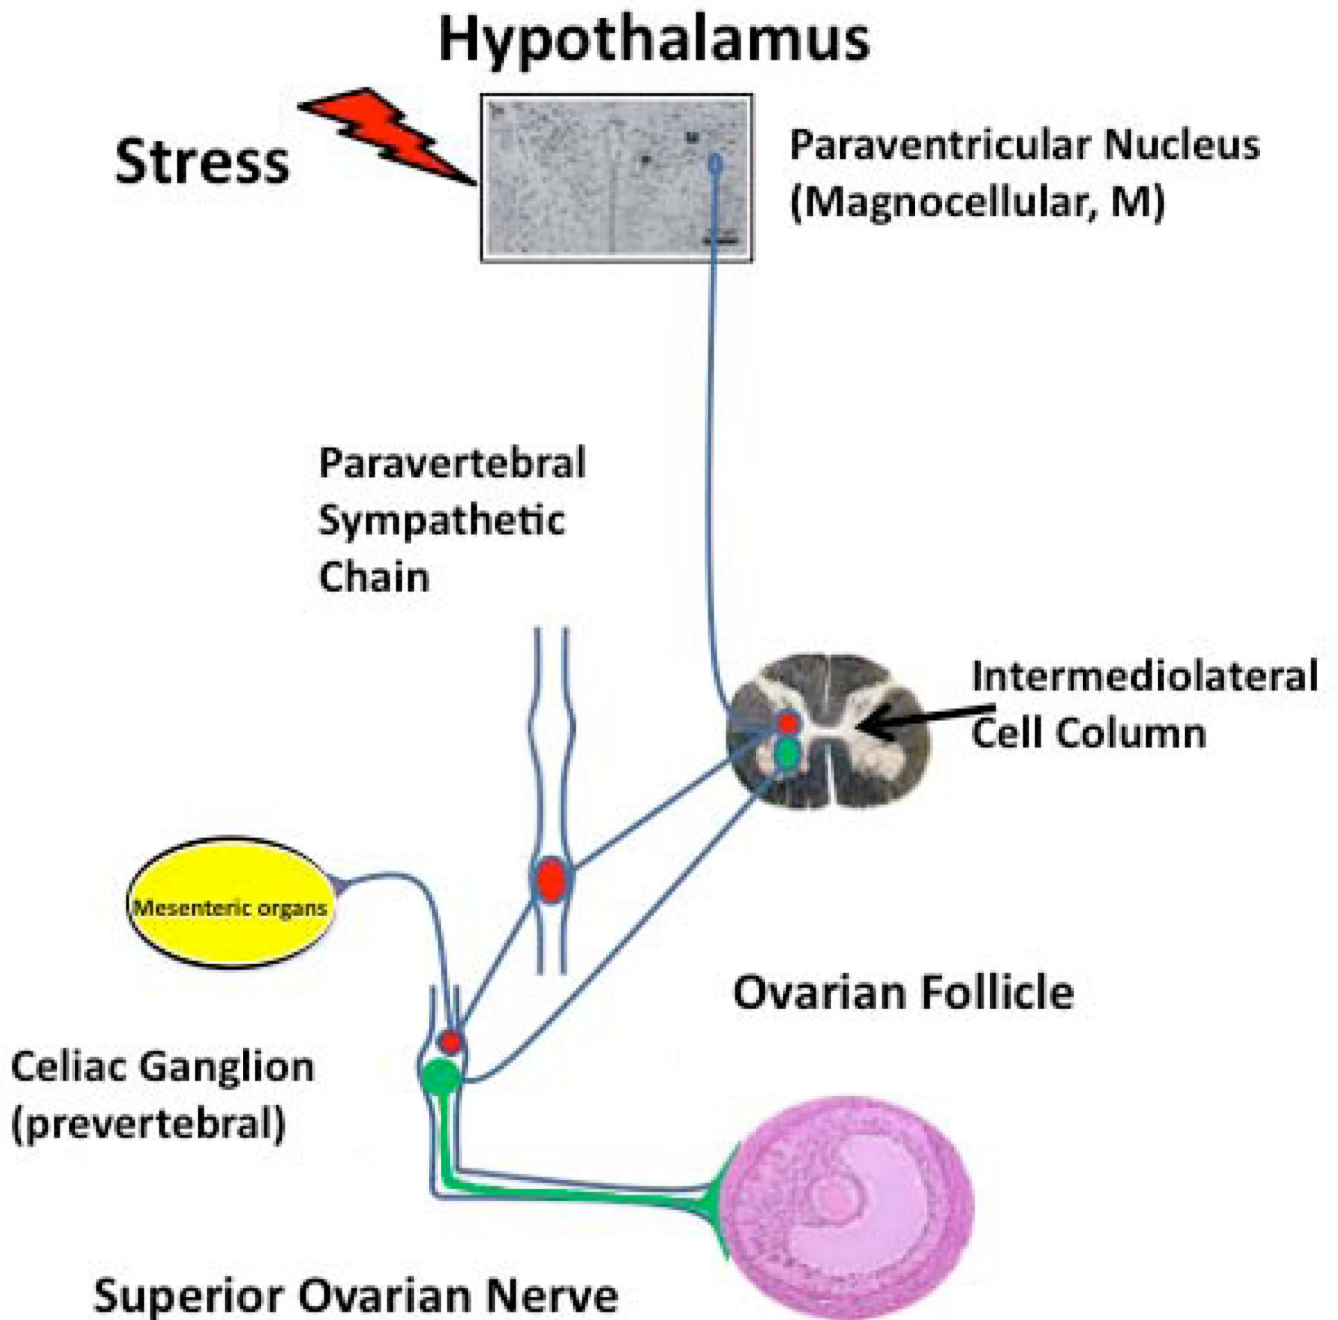 Hypothalamus
Stress
Paraventricular Nucleus
(Magnocellular, M)
M
P
Paravertebral
Sympathetic
Chain
Intermediolateral
Cell Column
Mesenteric organs
Ovarian Follicle
Celiac Ganglion
(prevertebral)
Superior Ovarian Nerve